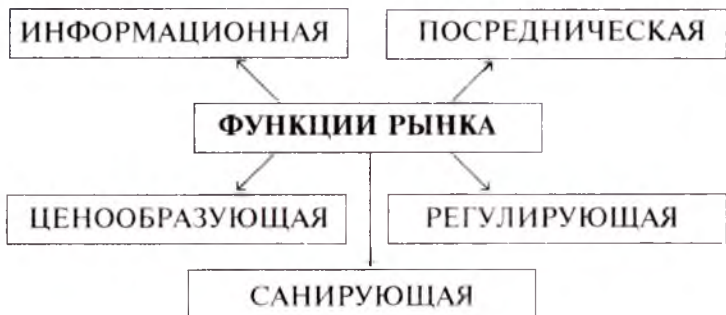 ИНФОРМАЦИОННАЯ
ПОСРЕДНИЧЕСКАЯ
ФУНКЦИИ РЫНКА
ЦЕНООБРАЗУЮЩАЯ
РЕГУЛИРУЮЩАЯ
САНИРУЮЩАЯ